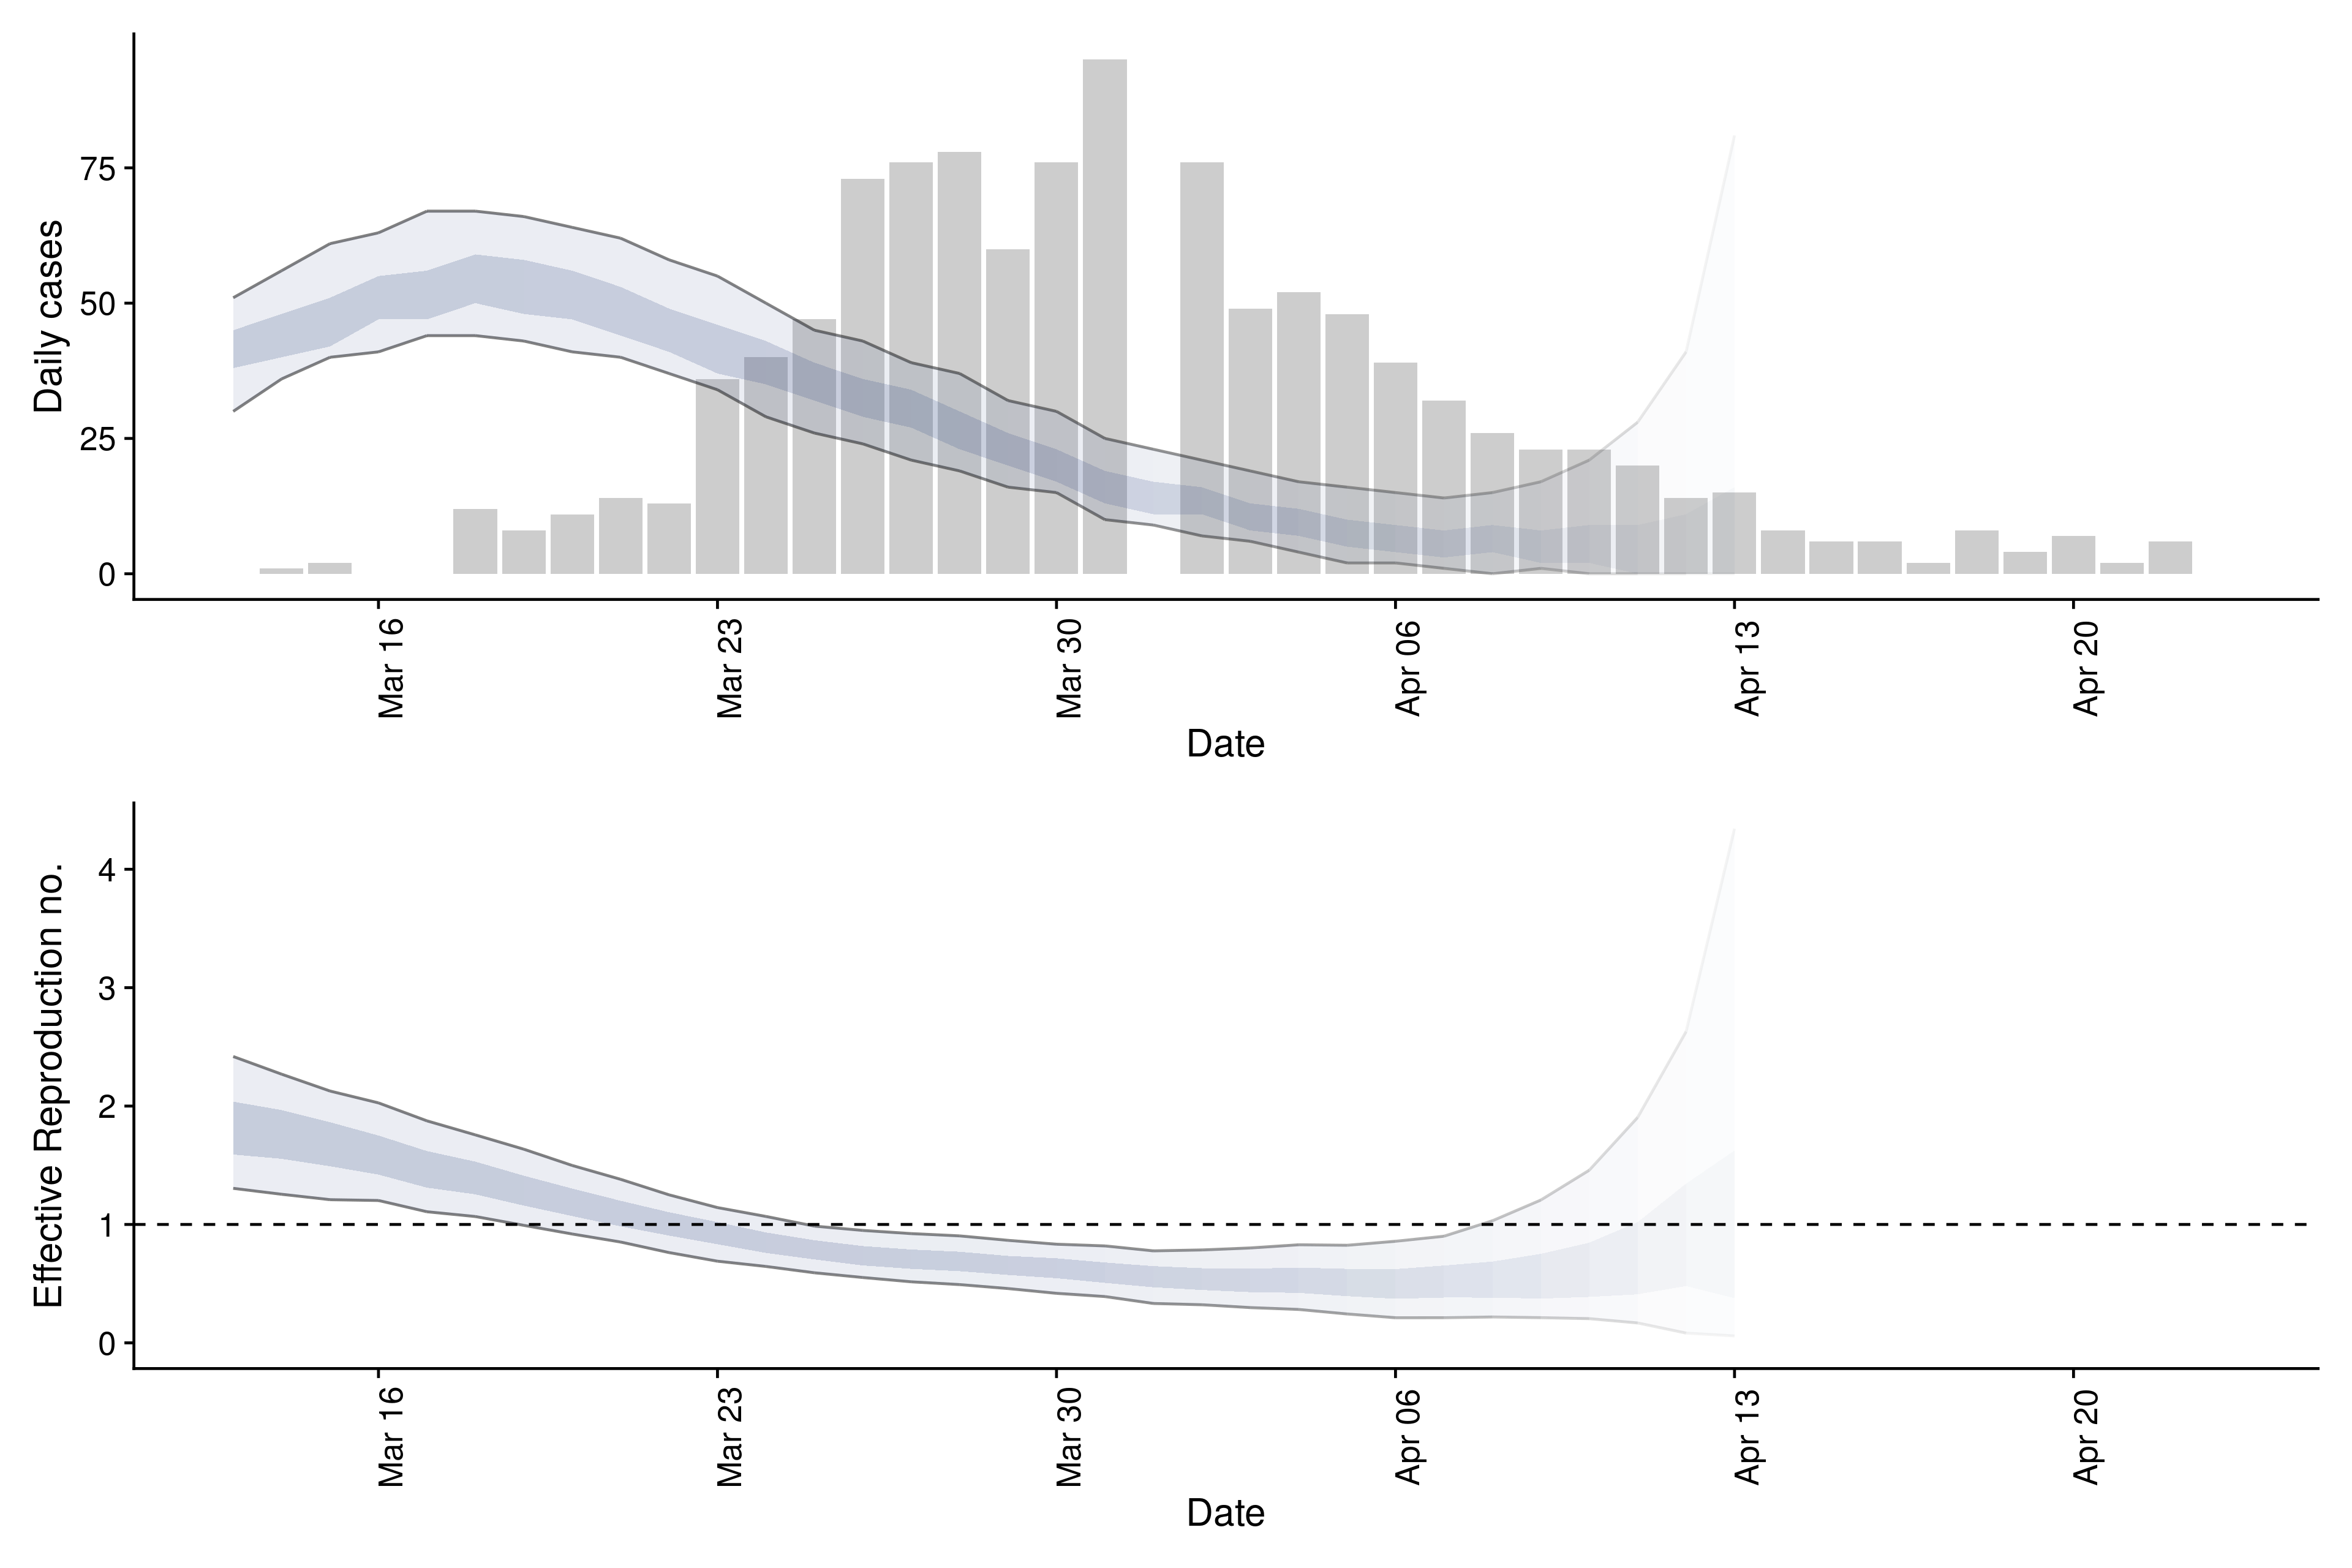 Daily cases
75
50
25
0
Mar 16
Mar 23
Mar 30
Apr 06
Apr 13
Apr 20
Date
Effective Reproduction no.
4
3
2
1
0
Mar 16
Mar 23
Mar 30
Apr 06
Apr 13
Apr 20
Date